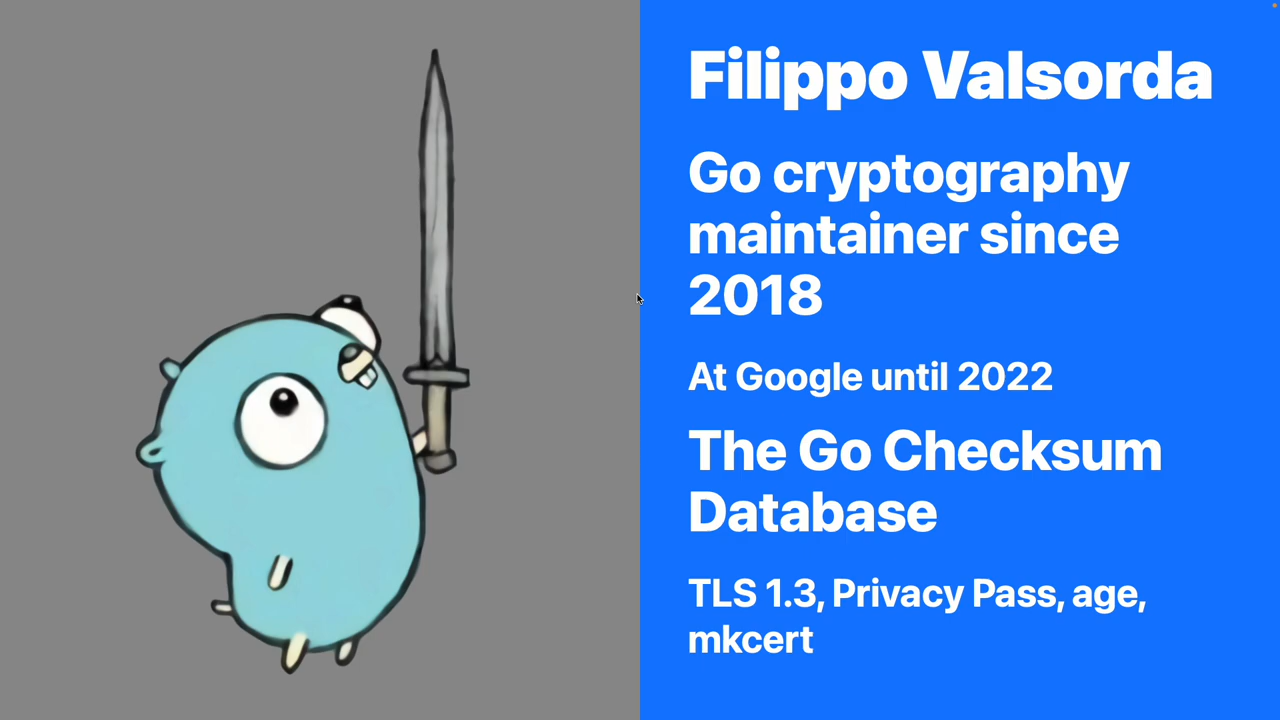 Filippo Valsorda
Go cryptography
maintainer since
2018
At Google until 2022
The Go Checksum
Database
TLS 1.3, Privacy Pass, age,
mkcert